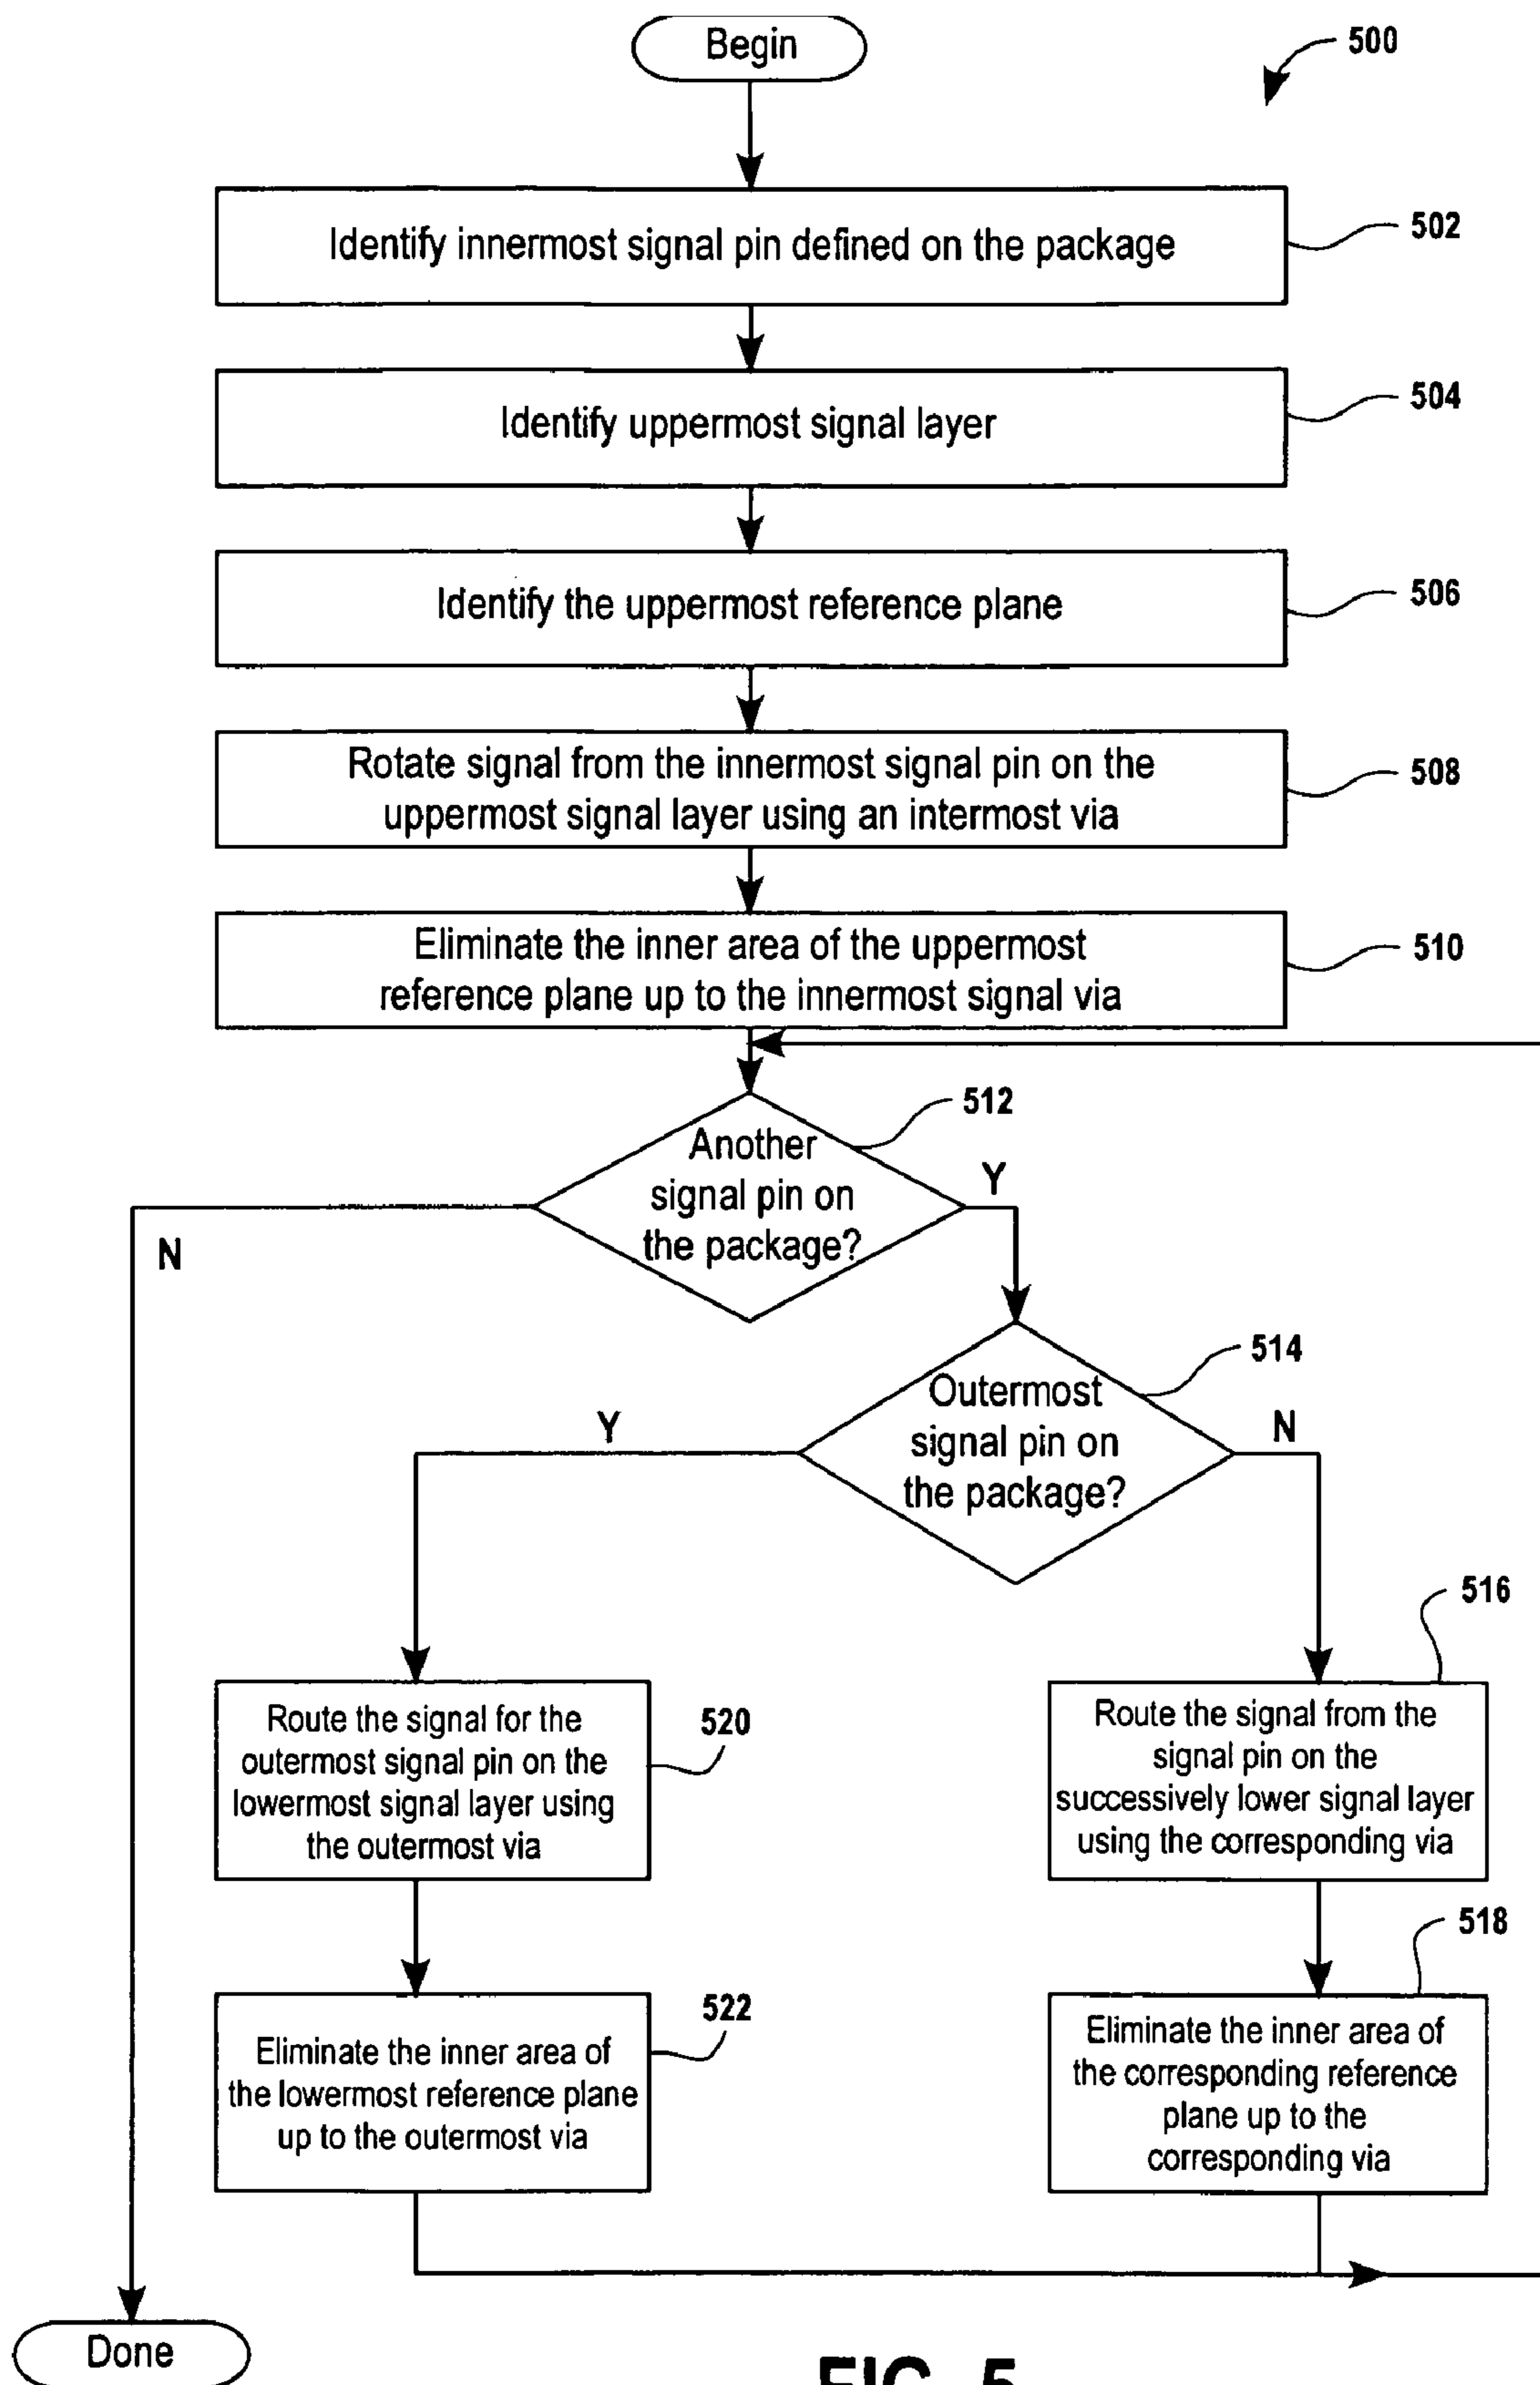 Begin
500
Identify innermost signal pin defined on the package
502
Identify uppermost signal layer
504
Identify the uppermost reference plane
506
Rotate signal from the innermost signal pin on the
uppermost signal layer using an intermost via
508
Eliminate the inner area of the uppermost
reference plane up to the innermost signal via
510
512
Another
signal pin on
the package?
Y
N
514
Outermost
signal pin on
the package?
Y
N
516
Route the signal for the
outermost signal pin on the
lowermost signal layer using
the outermost via
520
Route the signal from the
signal pin on the
successively lower signal layer
using the corresponding via
518
522
Eliminate the inner area of
the lowermost reference plane
up to the outermost via
Eliminate the inner area of
the corresponding reference
plane up to the
corresponding via
Done
FIG. 5